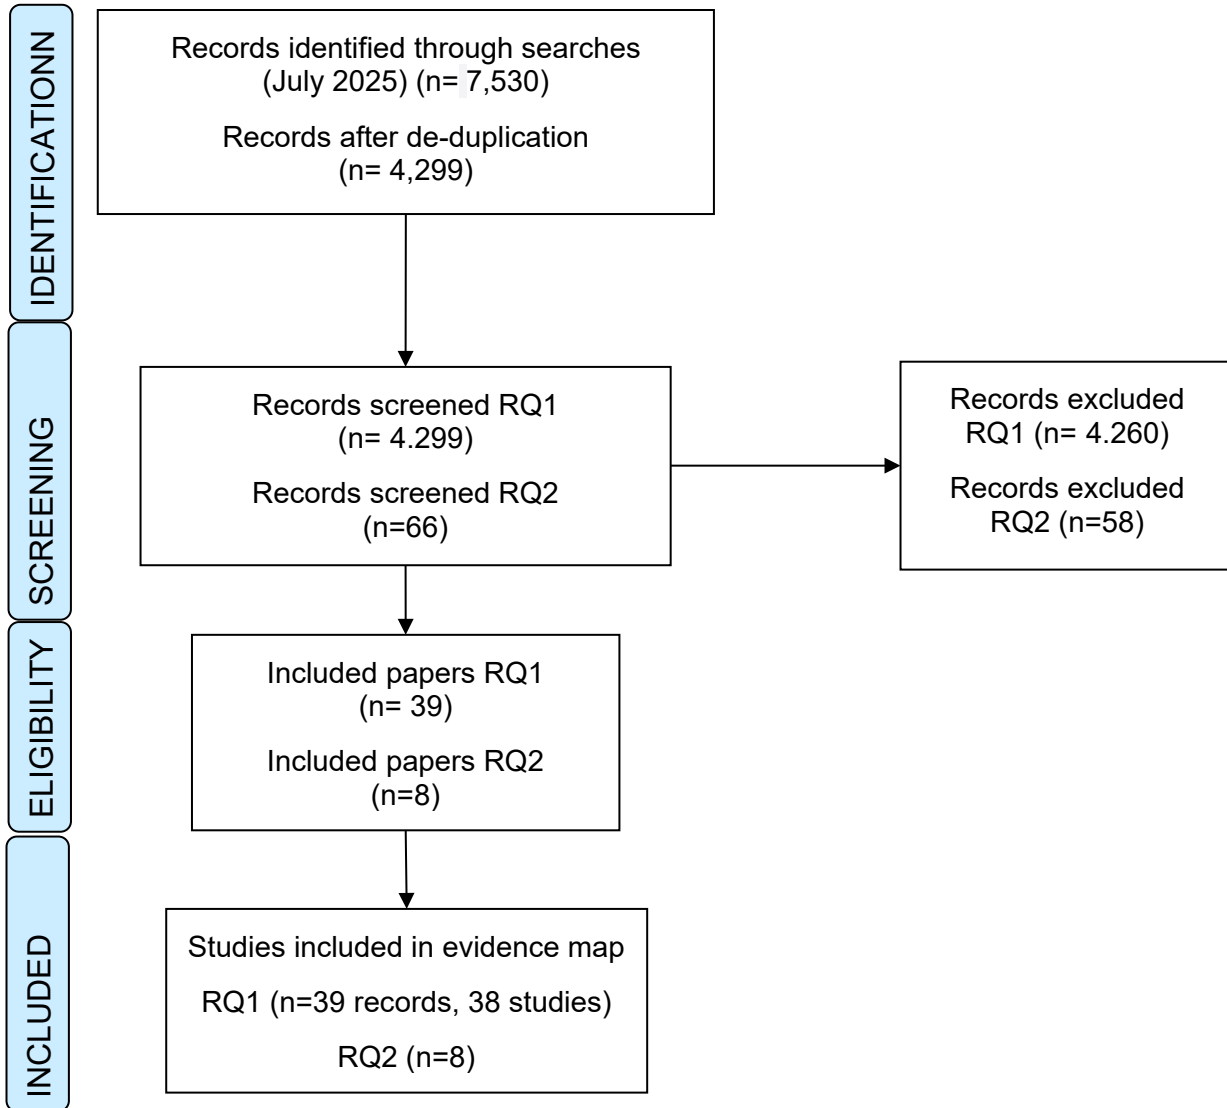 IDENTIFICATIONN
Records identified through searches
(July 2025) (n= 7,530)
Records after de-duplication
(n= 4,299)
SCREENING
Records screened RQ1
(n= 4.299)
Records screened RQ2
(n=66)
Records excluded
RQ1 (n= 4.260)
Records excluded
RQ2 (n=58)
ELIGIBILITY
Included papers RQ1
(n= 39)
Included papers RQ2
(n=8)
INCLUDED
Studies included in evidence map
RQ1 (n=39 records, 38 studies)
RQ2 (n=8)